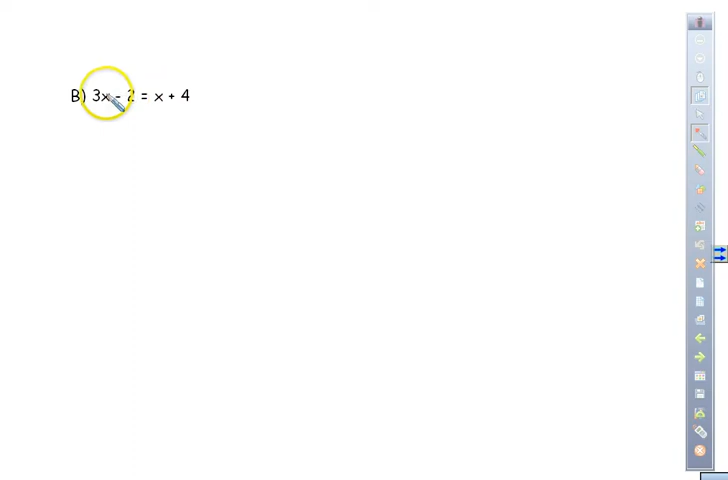 B) 3x - 2 = x + 4